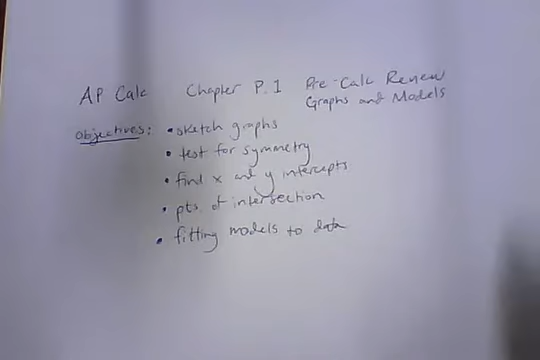 AP Calc Chapter P.1 Pre-Calc Review
Graphs and Models
Objectives: • sketch graphs
• test for symmetry
• find x and y intercepts
• pts. of intersection
• fitting models to data